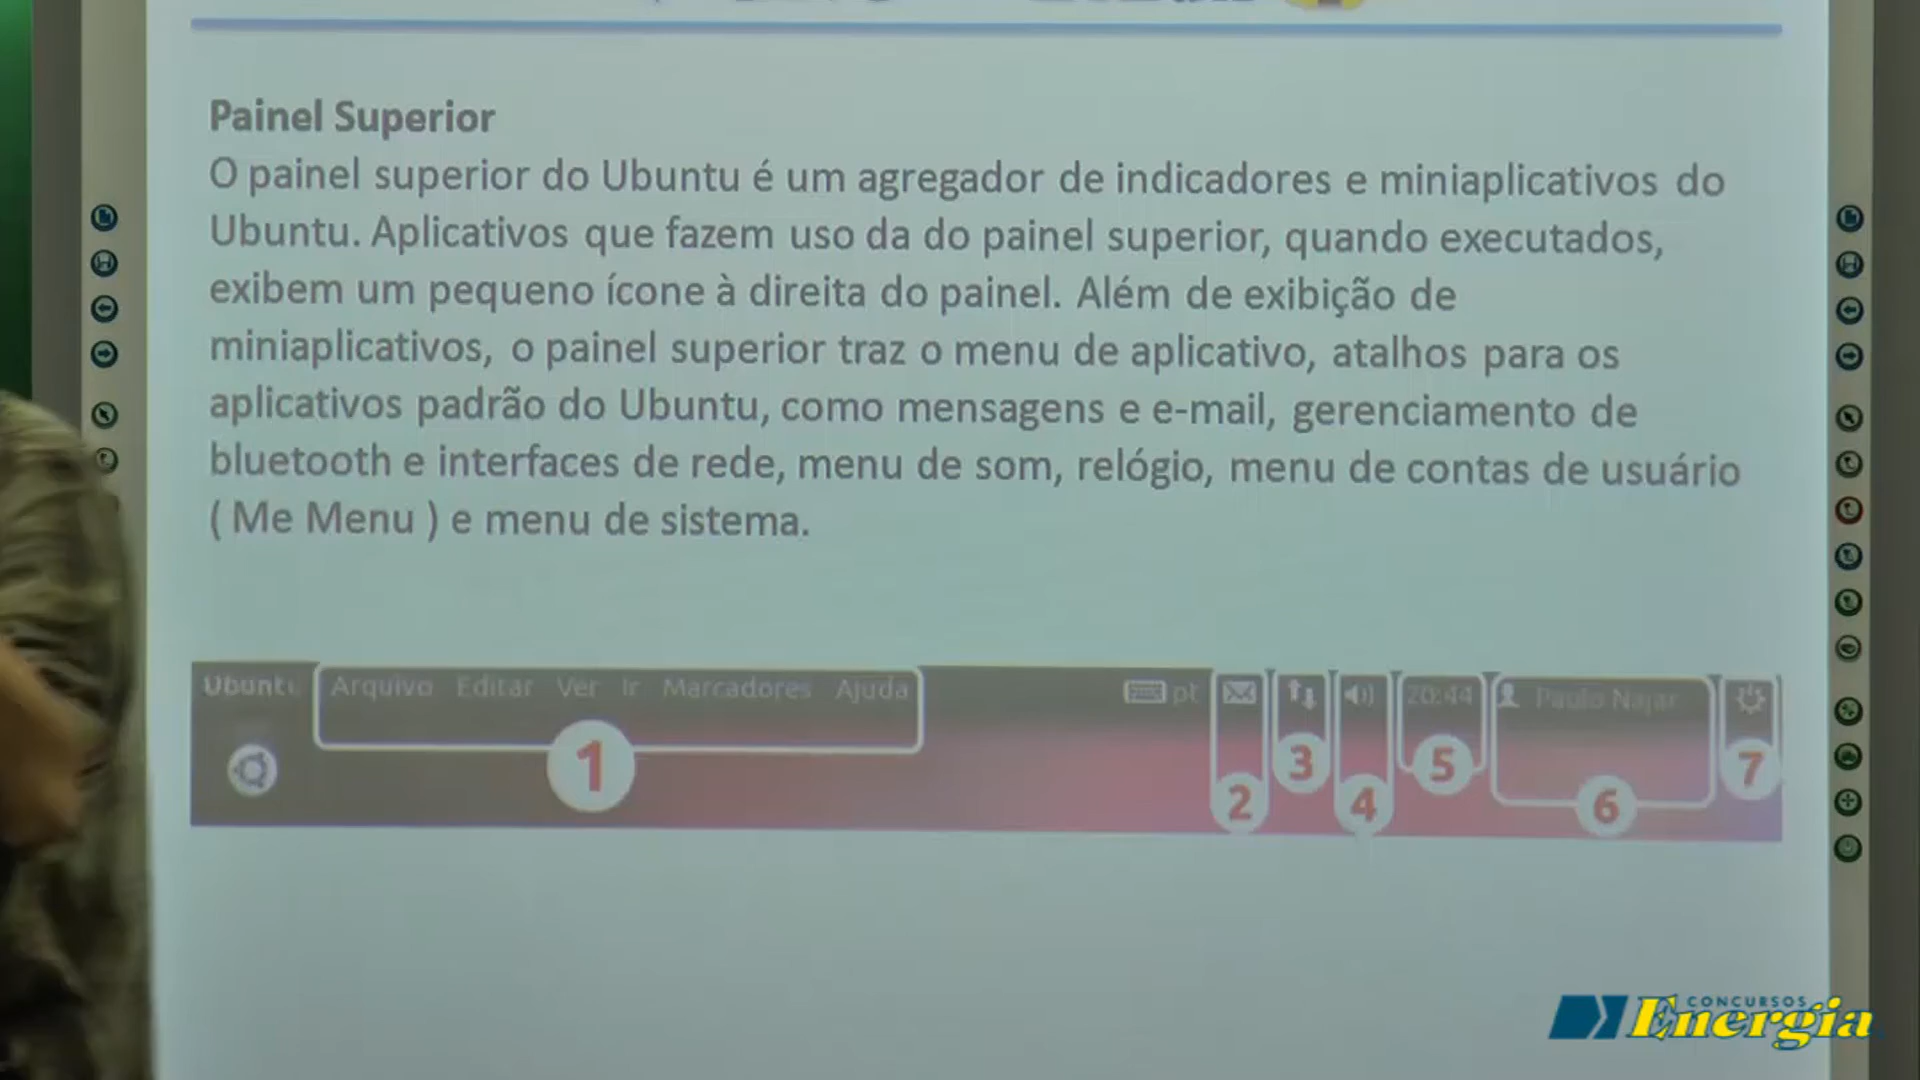 Painel Superior
O painel superior do Ubuntu é um agregador de indicadores e miniaplicativos do
Ubuntu. Aplicativos que fazem uso da do painel superior, quando executados,
exibem um pequeno ícone à direita do painel. Além de exibição de
miniaplicativos, o painel superior traz o menu de aplicativo, atalhos para os
aplicativos padrão do Ubuntu, como mensagens e e-mail, gerenciamento de
bluetooth e interfaces de rede, menu de som, relógio, menu de contas de usuário
( Me Menu ) e menu de sistema.
Arquivo Editar Ver Ir Marcadores Ajuda pt 20:44 Paulo Najar
1 2 3 4 5 6 7
CONCURSOS
Energia